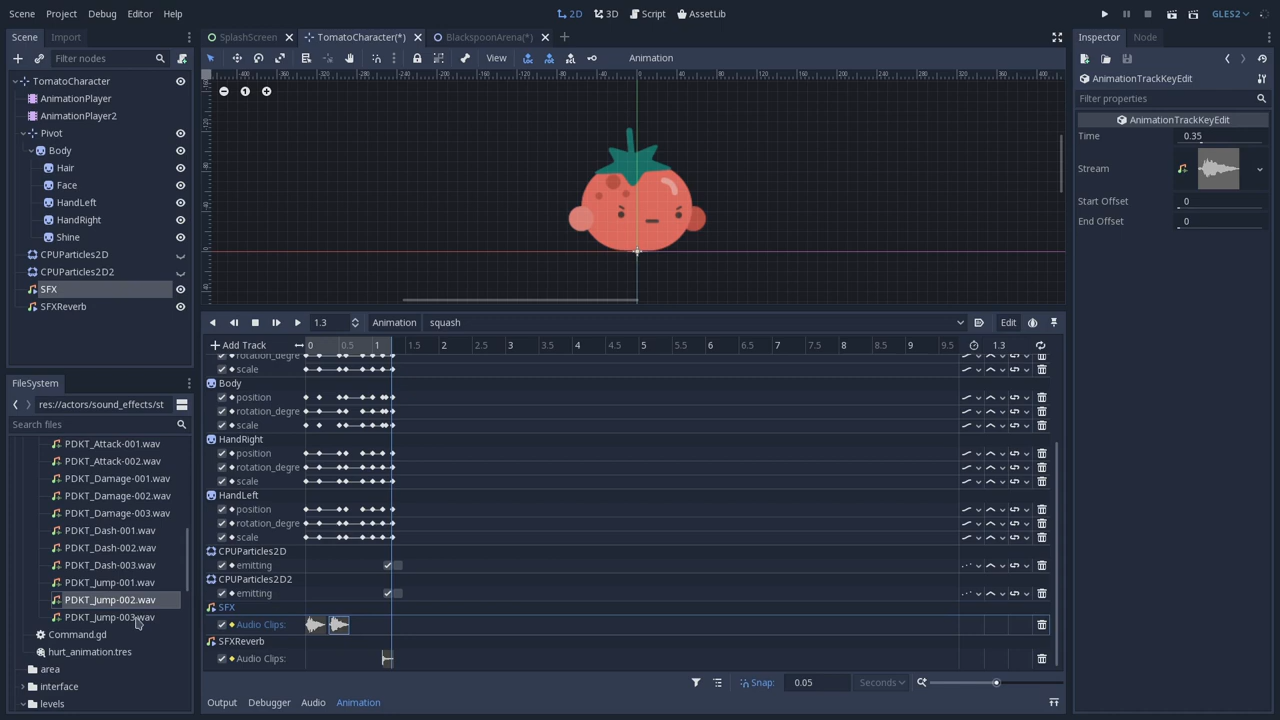 Scene Project Debug Editor Help
2D 3D Script AssetLib
GLES2
Scene Import
Filter nodes
TomatoCharacter
AnimationPlayer
AnimationPlayer2
Pivot
Body
Hair
Face
HandLeft
HandRight
Shine
CPUParticles2D
CPUParticles2D2
SFX
SFXReverb
SplashScreen TomatoCharacter(*) BlackspoonArena(*)
View Animation
1.3 Animation squash Edit
Add Track 0 0.5 1 1.5 2 2.5 3 3.5 4 4.5 5 5.5 6 6.5 7 7.5 8 8.5 9 9.5 1.3
rotation_degre
scale
Body
position
rotation_degre
scale
HandRight
position
rotation_degre
scale
HandLeft
position
rotation_degre
scale
CPUParticles2D
emitting
CPUParticles2D2
emitting
SFX
Audio Clips:
SFXReverb
Audio Clips:
Snap: 0.05 Seconds
Output Debugger Audio Animation
FileSystem
res://actors/sound_effects/st
Search files
PDKT_Attack-001.wav
PDKT_Attack-002.wav
PDKT_Damage-001.wav
PDKT_Damage-002.wav
PDKT_Damage-003.wav
PDKT_Dash-001.wav
PDKT_Dash-002.wav
PDKT_Dash-003.wav
PDKT_Jump-001.wav
PDKT_Jump-002.wav
PDKT_Jump-003.wav
Command.gd
hurt_animation.tres
area
interface
levels
Inspector Node
AnimationTrackKeyEdit
Filter properties
AnimationTrackKeyEdit
Time 0.35
Stream
Start Offset 0
End Offset 0